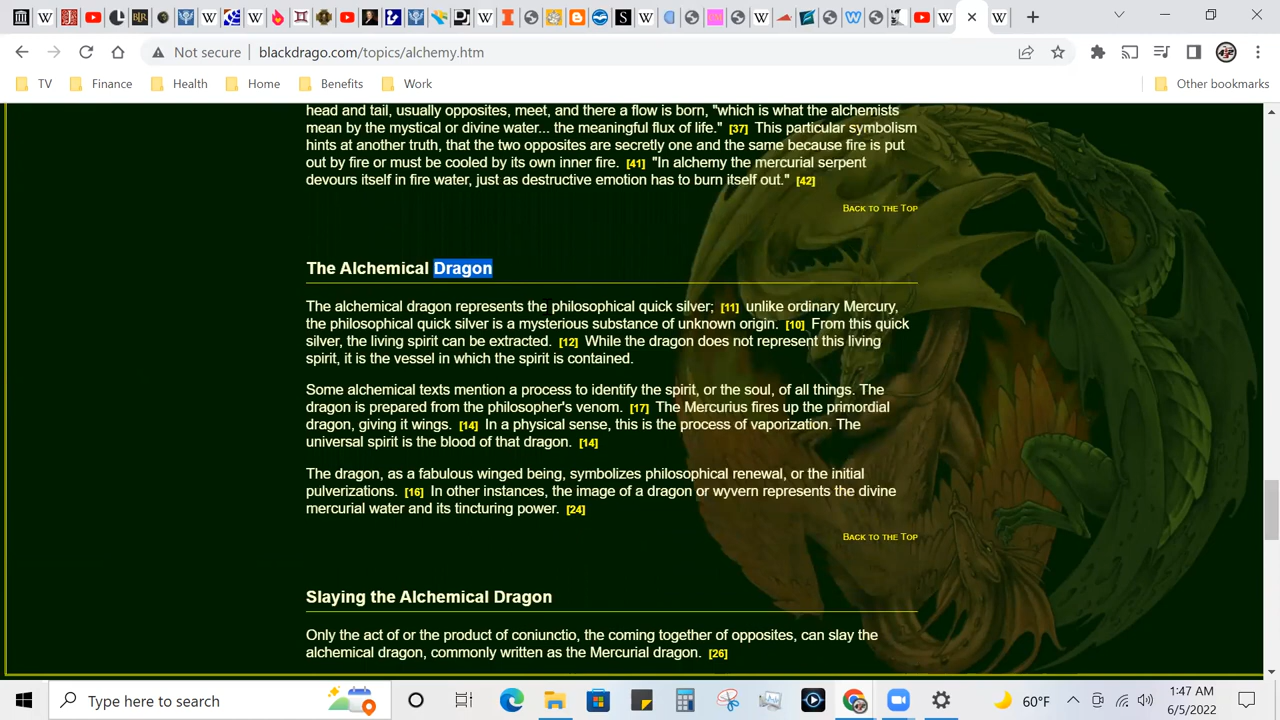 Not secure
blackdrago.com/topics/alchemy.htm
TV
Finance
Health
Home
Benefits
Work
Other bookmarks
head and tail, usually opposites, meet, and there a flow is born, "which is what the alchemists
mean by the mystical or divine water... the meaningful flux of life." [37] This particular symbolism
hints at another truth, that the two opposites are secretly one and the same because fire is put
out by fire or must be cooled by its own inner fire. [41] "In alchemy the mercurial serpent
devours itself in fire water, just as destructive emotion has to burn itself out." [42]
BACK TO THE TOP
The Alchemical Dragon
The alchemical dragon represents the philosophical quick silver; [11] unlike ordinary Mercury,
the philosophical quick silver is a mysterious substance of unknown origin. [10] From this quick
silver, the living spirit can be extracted. [12] While the dragon does not represent this living
spirit, it is the vessel in which the spirit is contained.
Some alchemical texts mention a process to identify the spirit, or the soul, of all things. The
dragon is prepared from the philosopher's venom. [17] The Mercurius fires up the primordial
dragon, giving it wings. [14] In a physical sense, this is the process of vaporization. The
universal spirit is the blood of that dragon. [14]
The dragon, as a fabulous winged being, symbolizes philosophical renewal, or the initial
pulverizations. [16] In other instances, the image of a dragon or wyvern represents the divine
mercurial water and its tincturing power. [24]
BACK TO THE TOP
Slaying the Alchemical Dragon
Only the act of or the product of coniunctio, the coming together of opposites, can slay the
alchemical dragon, commonly written as the Mercurial dragon. [26]
Type here to search
60°F
1:47 AM
6/5/2022